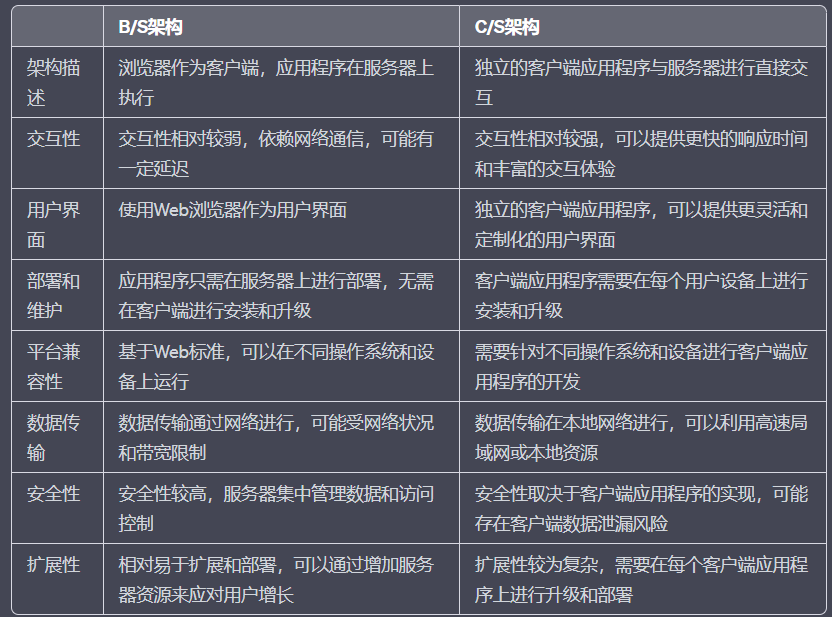 B/S架构
C/S架构
架构描
述
浏览器作为客户端，应用程序在服务器上
执行
独立的客户端应用程序与服务器进行直接交
互
交互性
交互性相对较弱，依赖网络通信，可能有
一定延迟
交互性相对较强，可以提供更快的响应时间
和丰富的交互体验
用户界
面
使用Web浏览器作为用户界面
独立的客户端应用程序，可以提供更灵活和
定制化的用户界面
部署和
维护
应用程序只需在服务器上进行部署，无需
在客户端进行安装和升级
客户端应用程序需要在每个用户设备上进行
安装和升级
平台兼
容性
基于Web标准，可以在不同操作系统和设
备上运行
需要针对不同操作系统和设备进行客户端应
用程序的开发
数据传
输
数据传输通过网络进行，可能受网络状况
和带宽限制
数据传输在本地网络进行，可以利用高速局
域网或本地资源
安全性
安全性较高，服务器集中管理数据和访问
控制
安全性取决于客户端应用程序的实现，可能
存在客户端数据泄漏风险
扩展性
相对易于扩展和部署，可以通过增加服务
器资源来应对用户增长
扩展性较为复杂，需要在每个客户端应用程
序上进行升级和部署